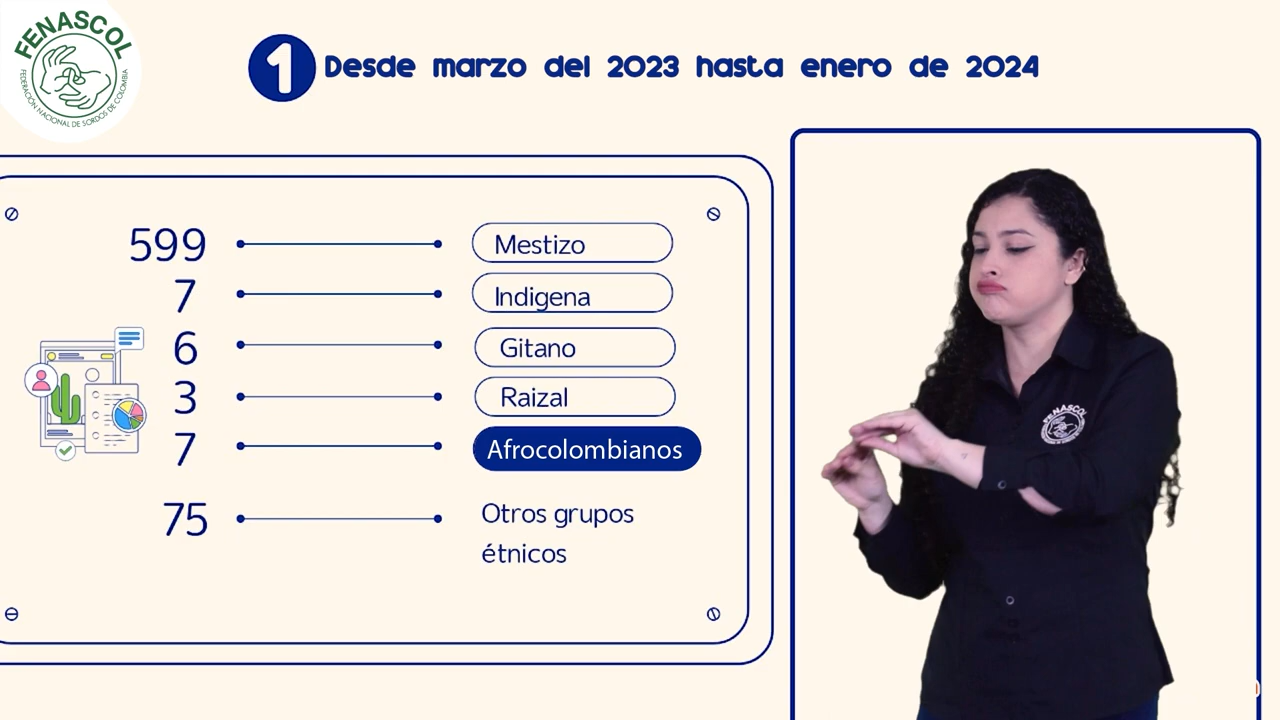 FENASCOL
FEDERACIÓN NACIONAL DE SORDOS DE COLOMBIA
1 Desde marzo del 2023 hasta enero de 2024
599 Mestizo
7 Indigena
6 Gitano
3 Raizal
7 Afrocolombianos
75 Otros grupos
étnicos
FENASCOL